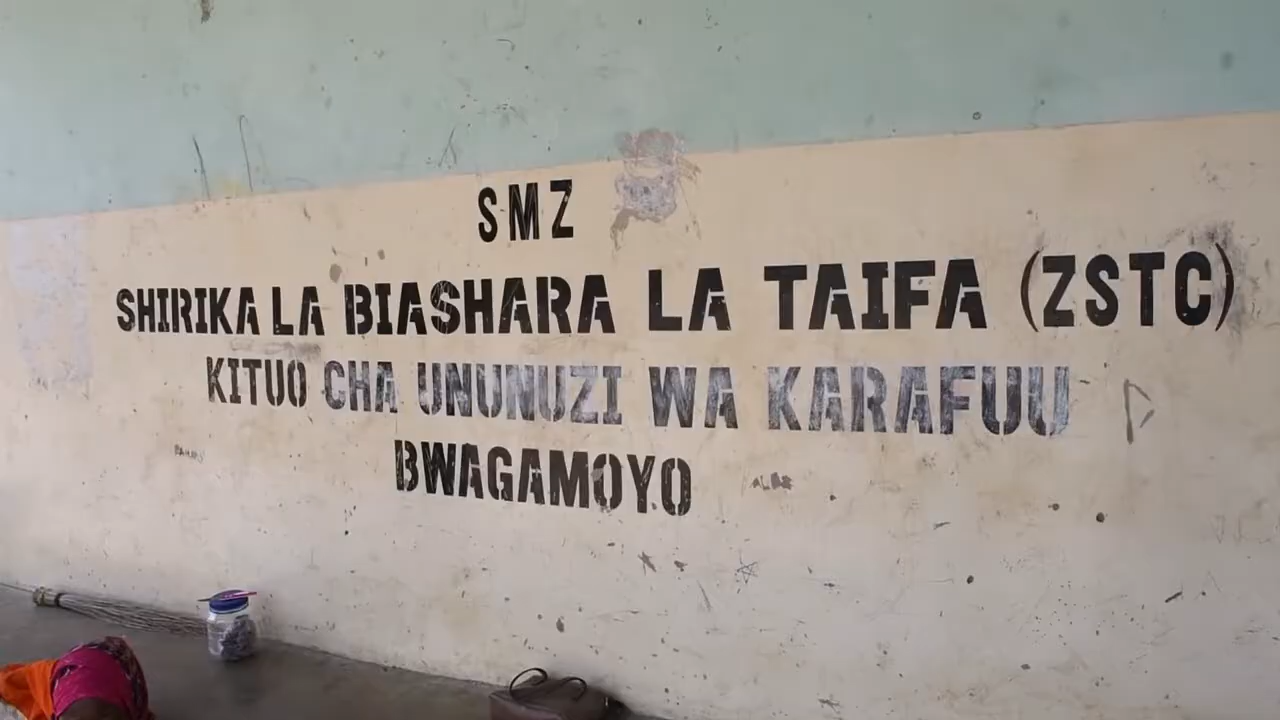 SMZ
SHIRIKA LA BIASHARA LA TAIFA (ZSTC)
KITUO CHA UNUNUZI WA KARAFUU
BWAGAMOYO